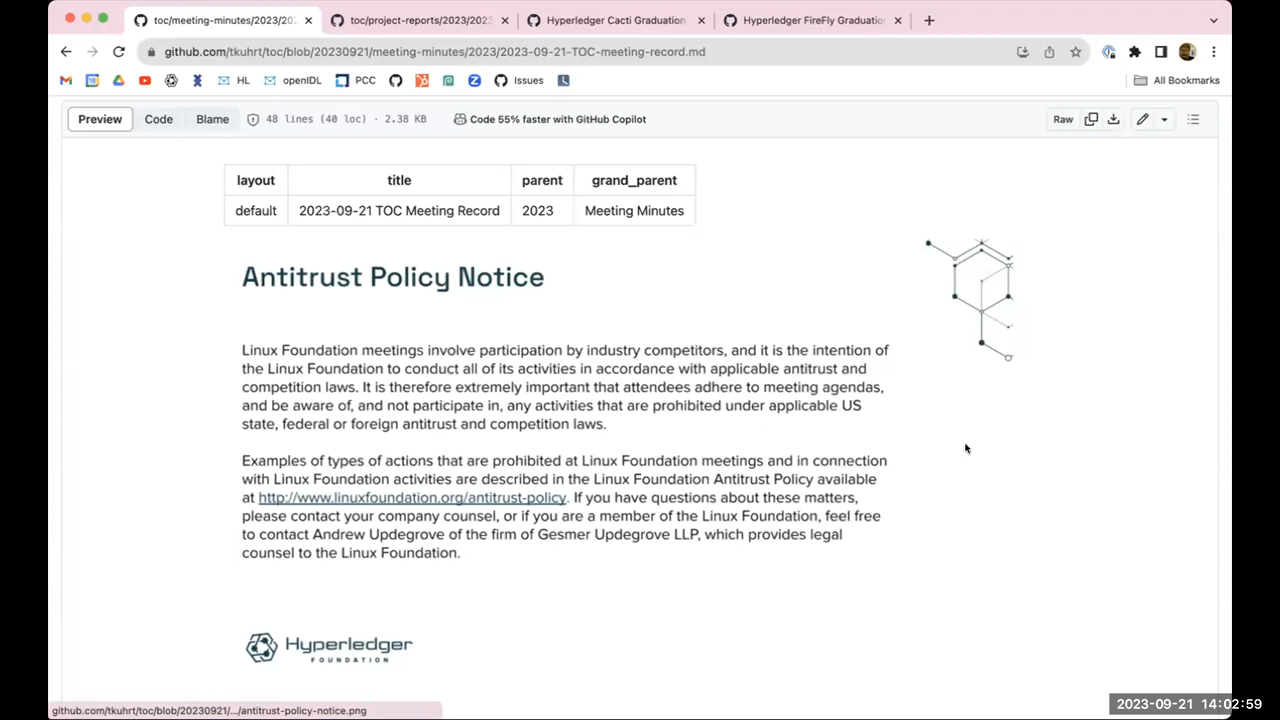 toc/meeting-minutes/2023/202
toc/project-reports/2023/2023
Hyperledger Cacti Graduation
Hyperledger FireFly Graduatio
github.com/tkuhrt/toc/blob/20230921/meeting-minutes/2023/2023-09-21-TOC-meeting-record.md
HL
openIDL
PCC
Issues
All Bookmarks
Preview
Code
Blame
48 lines (40 loc) · 2.38 KB
Code 55% faster with GitHub Copilot
Raw
layout title parent grand_parent
default 2023-09-21 TOC Meeting Record 2023 Meeting Minutes
Antitrust Policy Notice
Linux Foundation meetings involve participation by industry competitors, and it is the intention of
the Linux Foundation to conduct all of its activities in accordance with applicable antitrust and
competition laws. It is therefore extremely important that attendees adhere to meeting agendas,
and be aware of, and not participate in, any activities that are prohibited under applicable US
state, federal or foreign antitrust and competition laws.
Examples of types of actions that are prohibited at Linux Foundation meetings and in connection
with Linux Foundation activities are described in the Linux Foundation Antitrust Policy available
at http://www.linuxfoundation.org/antitrust-policy. If you have questions about these matters,
please contact your company counsel, or if you are a member of the Linux Foundation, feel free
to contact Andrew Updegrove of the firm of Gesmer Updegrove LLP, which provides legal
counsel to the Linux Foundation.
Hyperledger
FOUNDATION
github.com/tkuhrt/toc/blob/20230921/.../antitrust-policy-notice.png
2023-09-21 14:02:59